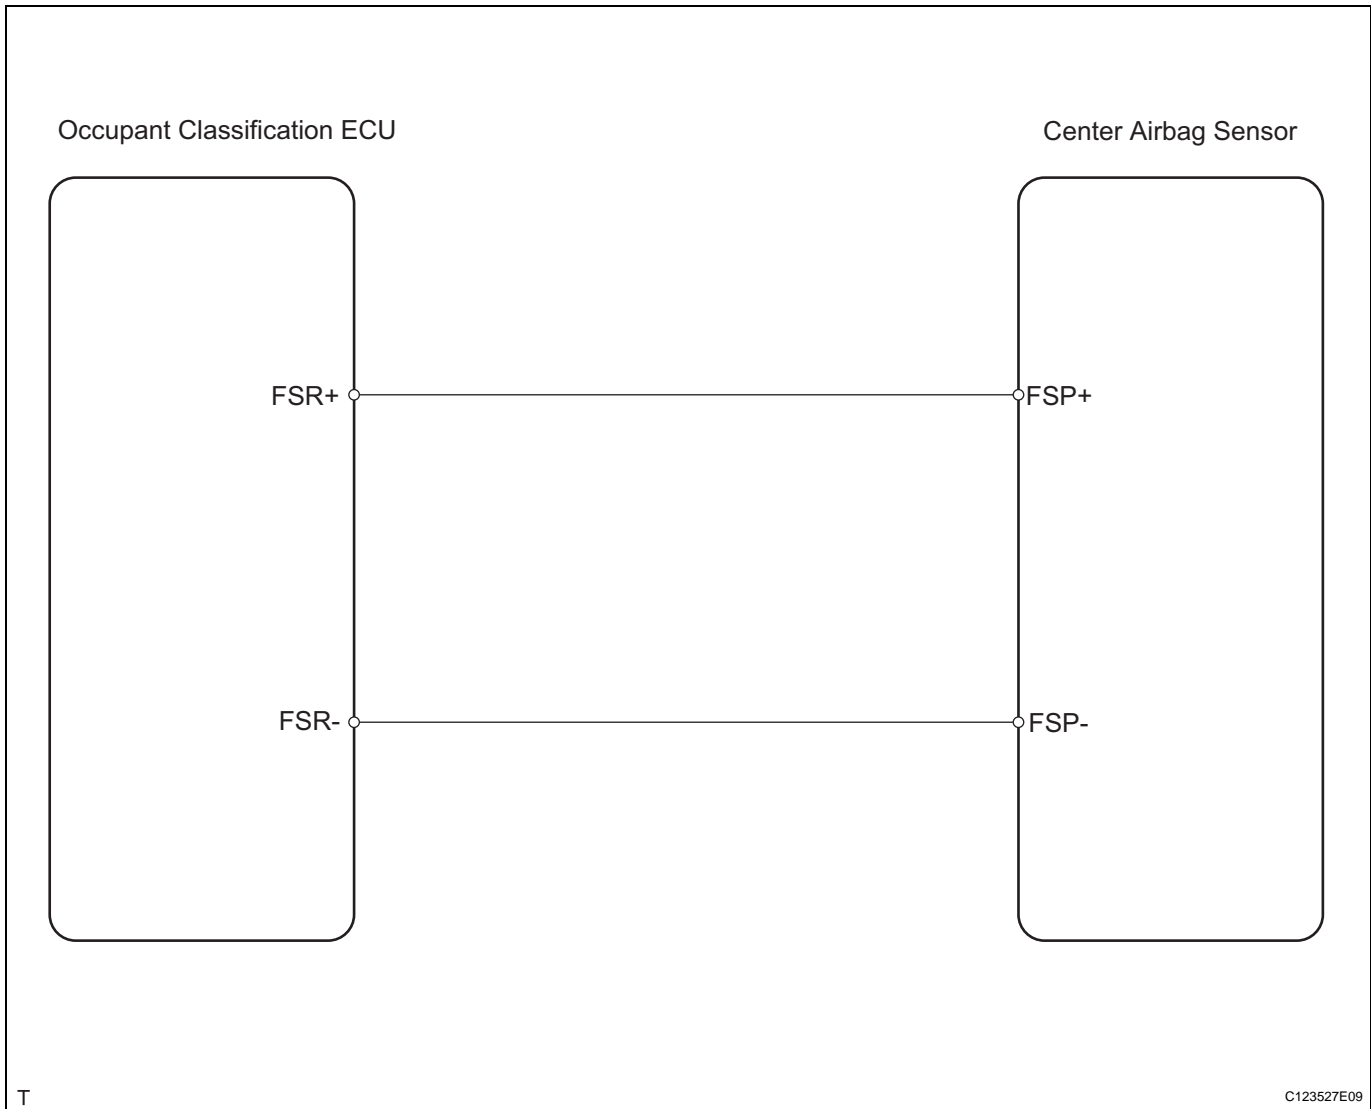 Occupant Classification ECU
Center Airbag Sensor
FSR+
FSP+
FSR-
FSP-
T
C123527E09